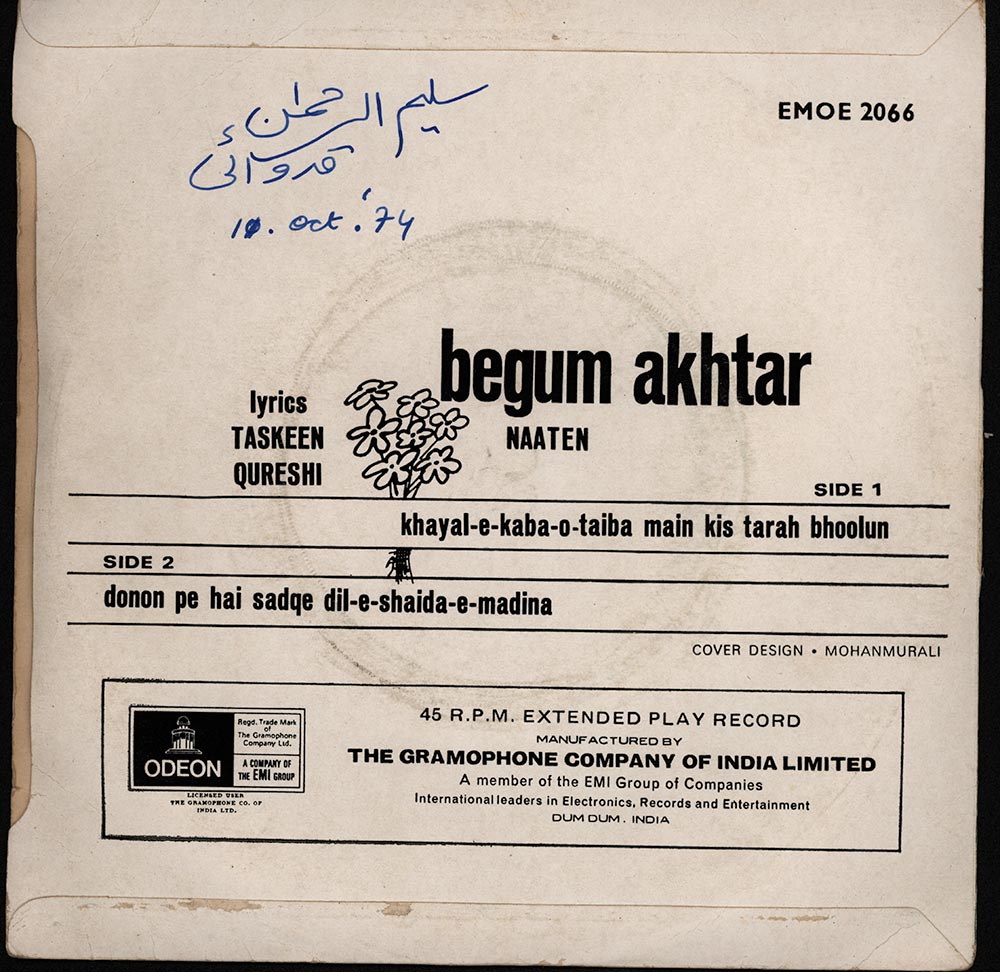 سلیم الرحمان
قدوائی
10. Oct. '74
EMOE 2066
begum akhtar
lyrics
TASKEEN
QURESHI
NAATEN
SIDE 1
khayal-e-kaba-o-taiba main kis tarah bhoolun
SIDE 2
donon pe hai sadqe dil-e-shaida-e-madina
COVER DESIGN • MOHANMURALI
ODEON
Regd. Trade Mark
of
The Gramophone
Company Ltd.
A COMPANY OF
THE EMI GROUP
LICENSED USER
THE GRAMOPHONE CO. OF
INDIA LTD.
45 R.P.M. EXTENDED PLAY RECORD
MANUFACTURED BY
THE GRAMOPHONE COMPANY OF INDIA LIMITED
A member of the EMI Group of Companies
International leaders in Electronics, Records and Entertainment
DUM DUM. INDIA